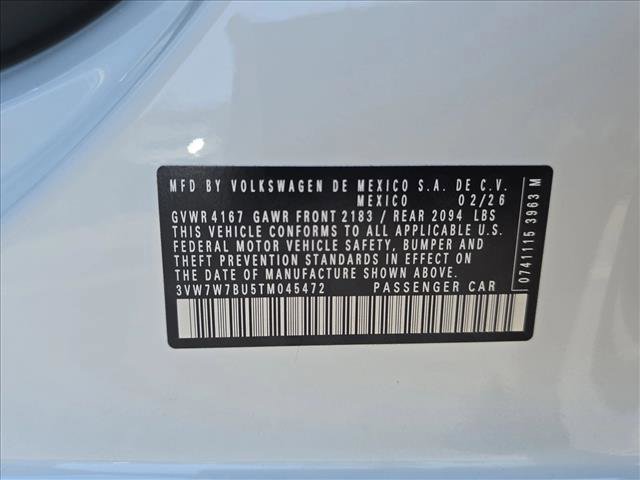 MFD BY VOLKSWAGEN DE MEXICO S.A. DE C.V.
MEXICO 02/26
GVWR 4167 GAWR FRONT 2183 / REAR 2094 LBS
THIS VEHICLE CONFORMS TO ALL APPLICABLE U.S.
FEDERAL MOTOR VEHICLE SAFETY, BUMPER AND
THEFT PREVENTION STANDARDS IN EFFECT
ON THE DATE OF MANUFACTURE SHOWN ABOVE.
3VW7W7BU5TM045472 PASSENGER CAR
0741115 3963 M